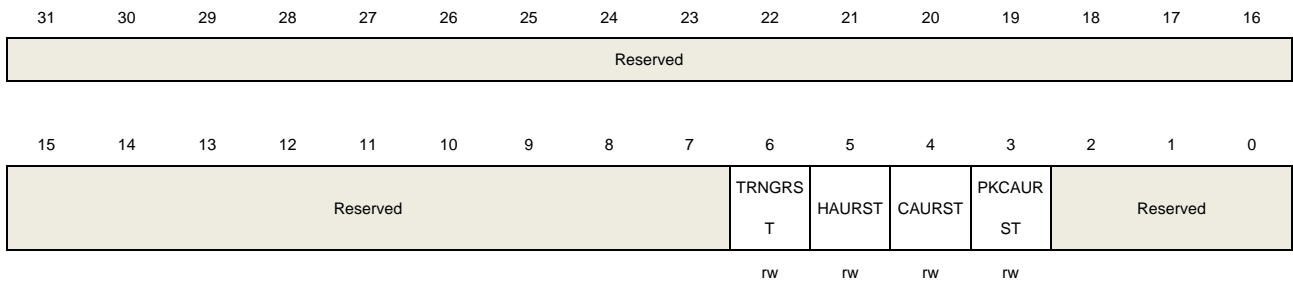 31 30 29 28 27 26 25 24 23 22 21 20 19 18 17 16
Reserved
15 14 13 12 11 10 9 8 7 6 5 4 3 2 1 0
Reserved TRNGRS T HAURST CAURST PKCAUR ST Reserved
rw rw rw rw